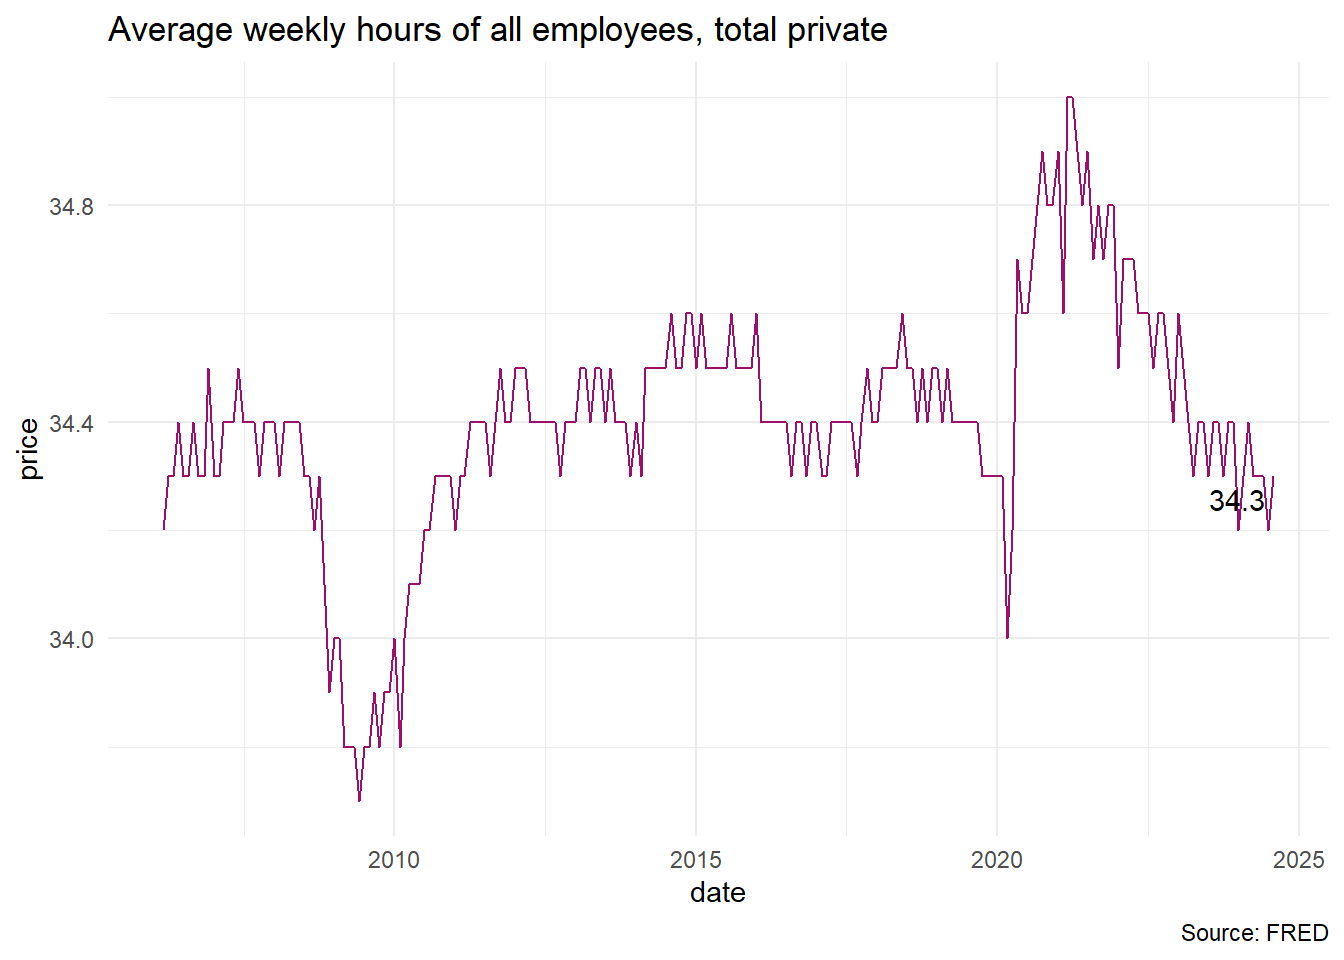 Average weekly hours of all employees, total private
price
34.8
34.4
34.0
34.3
2010
2015
2020
2025
date
Source: FRED